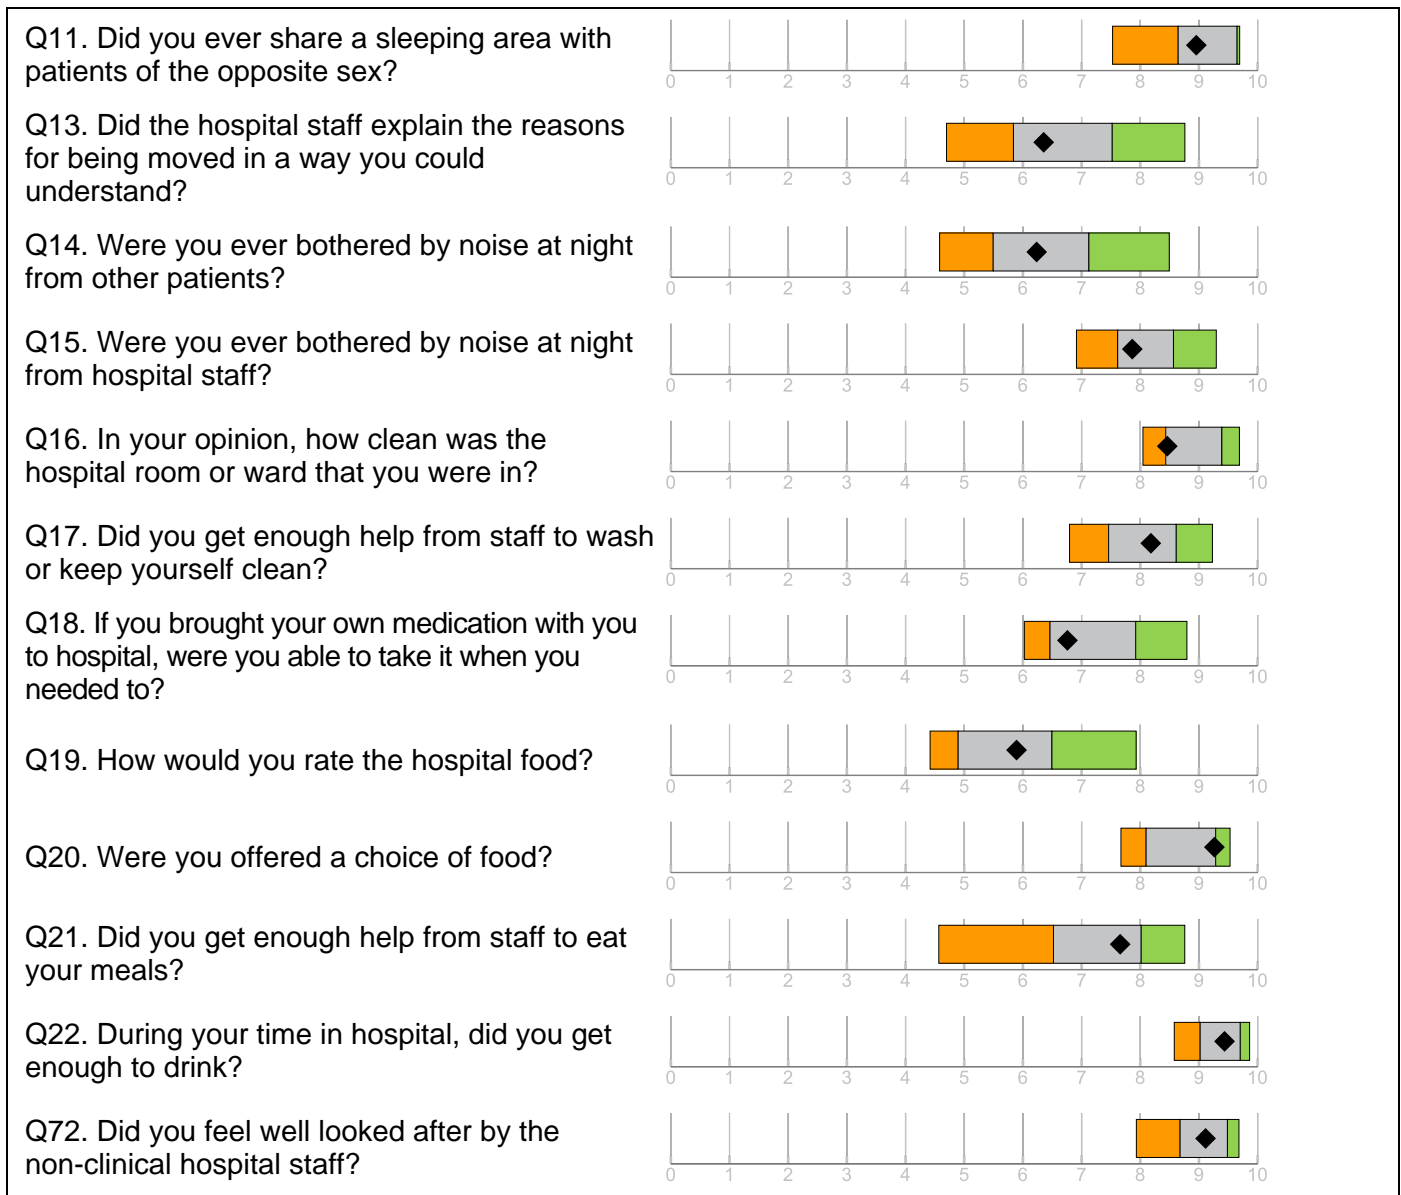 Q11. Did you ever share a sleeping area with
patients of the opposite sex?
0 1 2 3 4 5 6 7 8 9 10
Q13. Did the hospital staff explain the reasons
for being moved in a way you could
understand?
0 1 2 3 4 5 6 7 8 9 10
Q14. Were you ever bothered by noise at night
from other patients?
0 1 2 3 4 5 6 7 8 9 10
Q15. Were you ever bothered by noise at night
from hospital staff?
0 1 2 3 4 5 6 7 8 9 10
Q16. In your opinion, how clean was the
hospital room or ward that you were in?
0 1 2 3 4 5 6 7 8 9 10
Q17. Did you get enough help from staff to wash
or keep yourself clean?
0 1 2 3 4 5 6 7 8 9 10
Q18. If you brought your own medication with you
to hospital, were you able to take it when you
needed to?
0 1 2 3 4 5 6 7 8 9 10
Q19. How would you rate the hospital food?
0 1 2 3 4 5 6 7 8 9 10
Q20. Were you offered a choice of food?
0 1 2 3 4 5 6 7 8 9 10
Q21. Did you get enough help from staff to eat
your meals?
0 1 2 3 4 5 6 7 8 9 10
Q22. During your time in hospital, did you get
enough to drink?
0 1 2 3 4 5 6 7 8 9 10
Q72. Did you feel well looked after by the
non-clinical hospital staff?
0 1 2 3 4 5 6 7 8 9 10